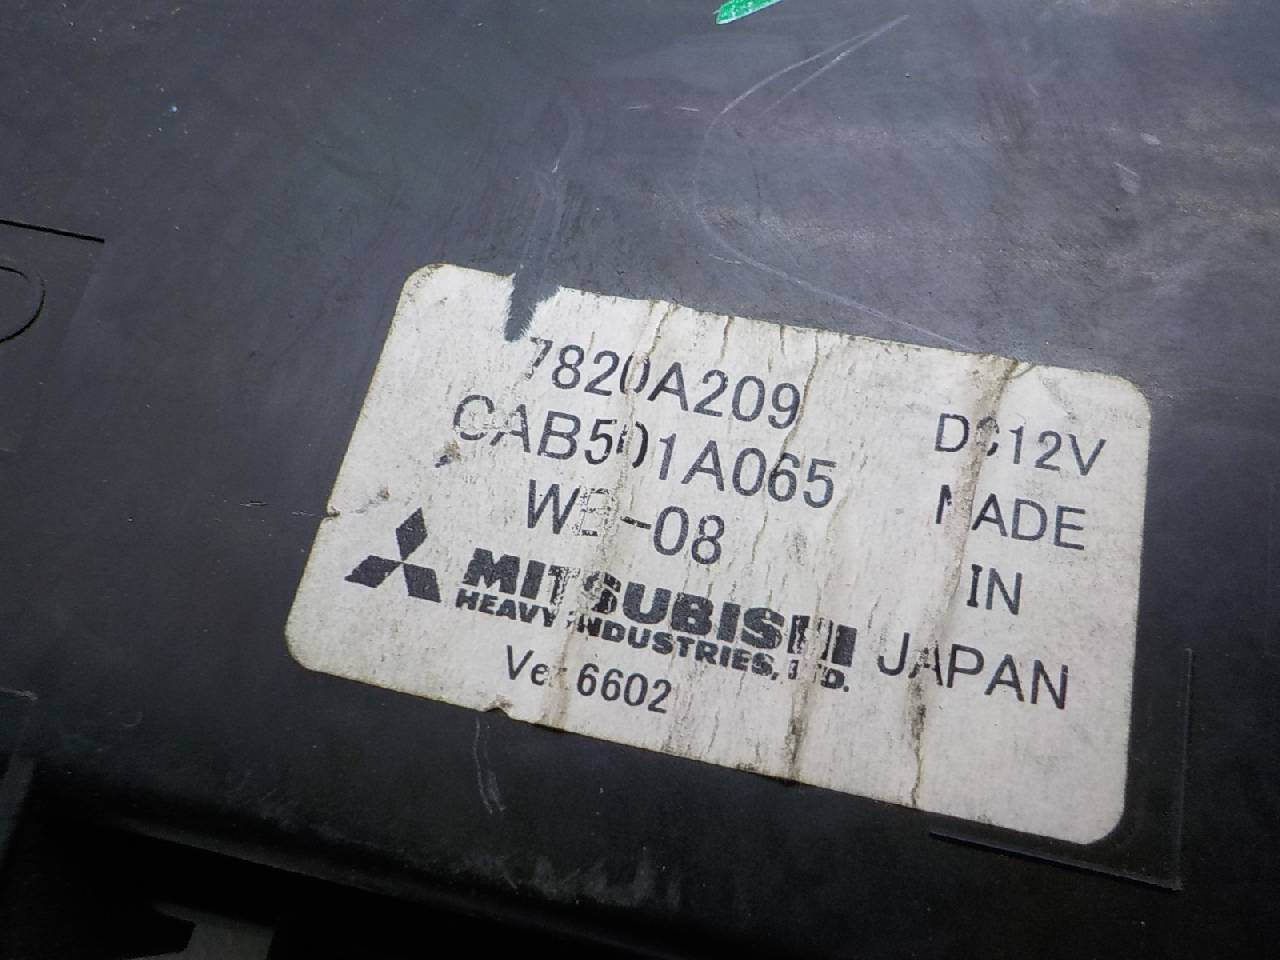 7820A209
CAB501A065
WB-08
MITSUBISHI
HEAVY INDUSTRIES, LTD.
Ver 6602
DC12V
MADE
IN
JAPAN